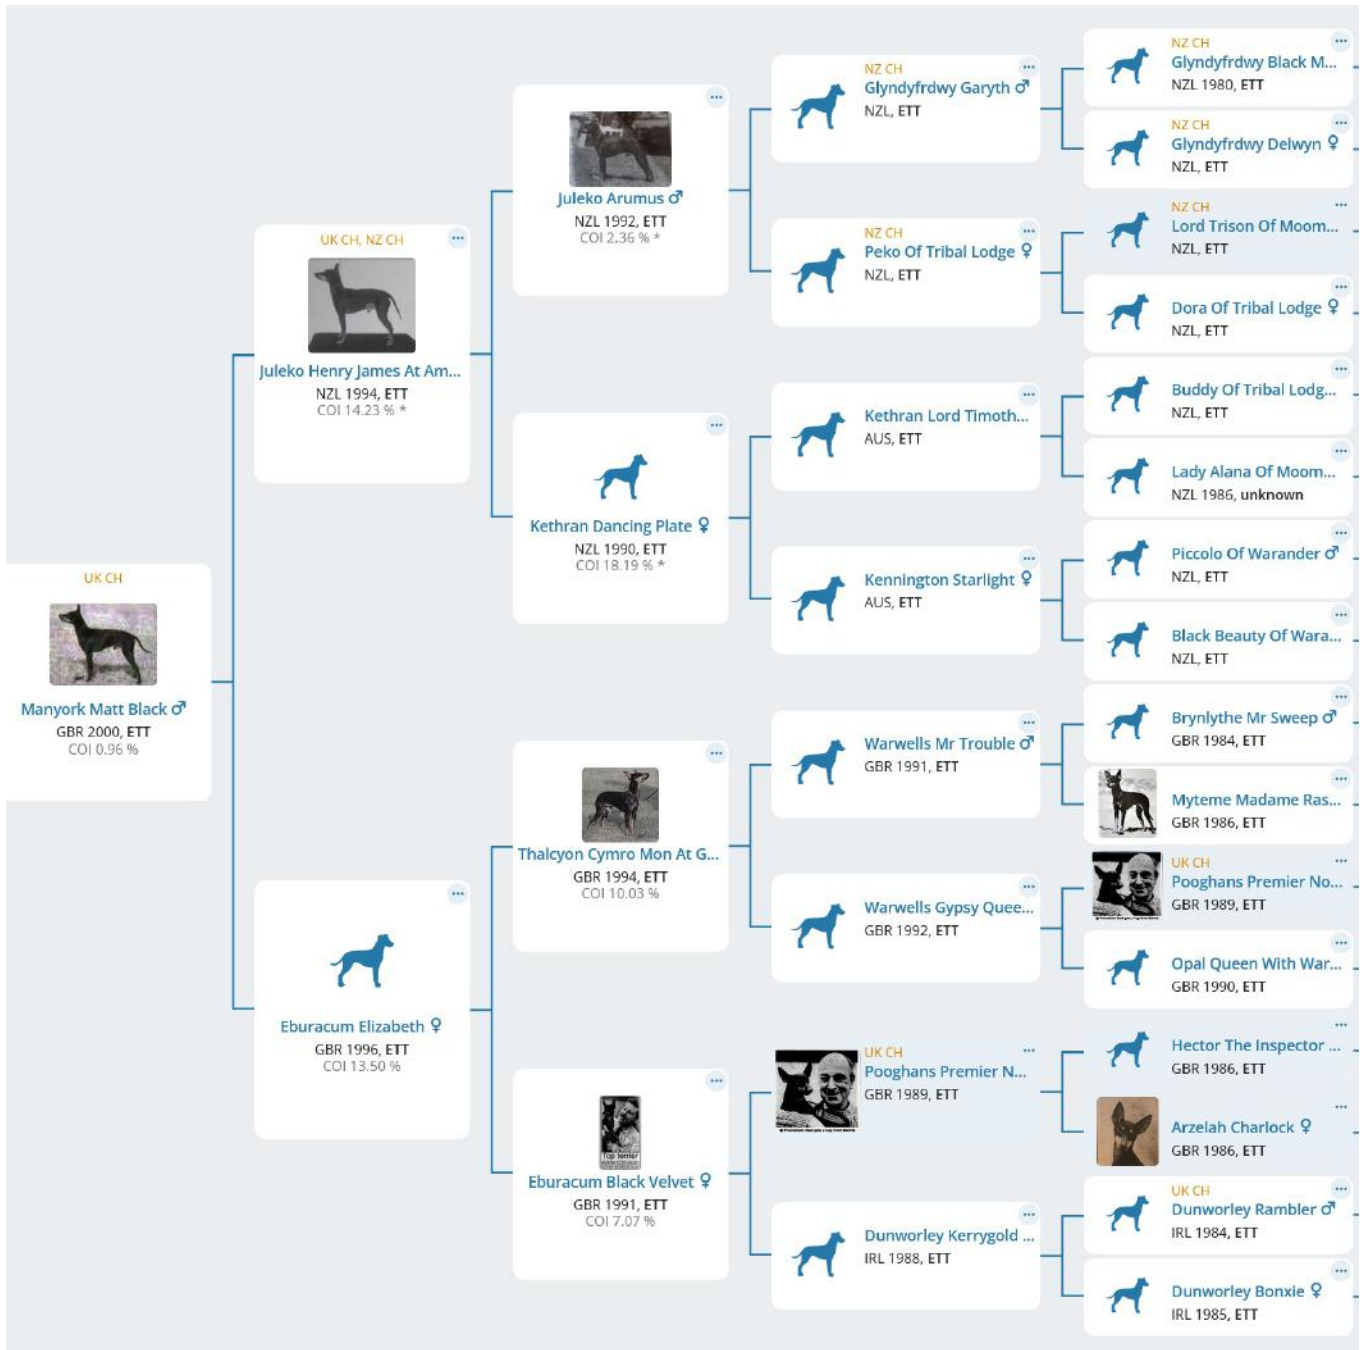 UK CH
Manyork Matt Black ♂
GBR 2000, ETT
COI 0.96 %
UK CH, NZ CH
Juleko Henry James At Am...
NZL 1994, ETT
COI 14.23 % *
Eburacum Elizabeth ♀
GBR 1996, ETT
COI 13.50 %
Juleko Arumus ♂
NZL 1992, ETT
COI 2.36 % *
Kethran Dancing Plate ♀
NZL 1990, ETT
COI 18.19 % *
Thalcyon Cymro Mon At G...
GBR 1994, ETT
COI 10.03 %
Top terrier
Eburacum Black Velvet ♀
GBR 1991, ETT
COI 7.07 %
NZ CH
Glyndyfrdwy Garyth ♂
NZL, ETT
NZ CH
Peko Of Tribal Lodge ♀
NZL, ETT
Kethran Lord Timoth...
AUS, ETT
Kennington Starlight ♀
AUS, ETT
Warwells Mr Trouble ♂
GBR 1991, ETT
Warwells Gypsy Quee...
GBR 1992, ETT
UK CH
Pooghans Premier N...
GBR 1989, ETT
Dunworley Kerrygold ...
IRL 1988, ETT
NZ CH
Glyndyfrdwy Black M...
NZL 1980, ETT
NZ CH
Glyndyfrdwy Delwyn ♀
NZL, ETT
NZ CH
Lord Trison Of Moom...
NZL, ETT
Dora Of Tribal Lodge ♀
NZL, ETT
Buddy Of Tribal Lodg...
NZL, ETT
Lady Alana Of Moom...
NZL 1986, unknown
Piccolo Of Warander ♂
NZL, ETT
Black Beauty Of Wara...
NZL, ETT
Brynlythe Mr Sweep ♂
GBR 1984, ETT
Myteme Madame Ras...
GBR 1986, ETT
UK CH
Pooghans Premier No...
GBR 1989, ETT
Opal Queen With War...
GBR 1990, ETT
Hector The Inspector ...
GBR 1986, ETT
Arzelah Charlock ♀
GBR 1986, ETT
UK CH
Dunworley Rambler ♂
IRL 1984, ETT
Dunworley Bonxie ♀
IRL 1985, ETT